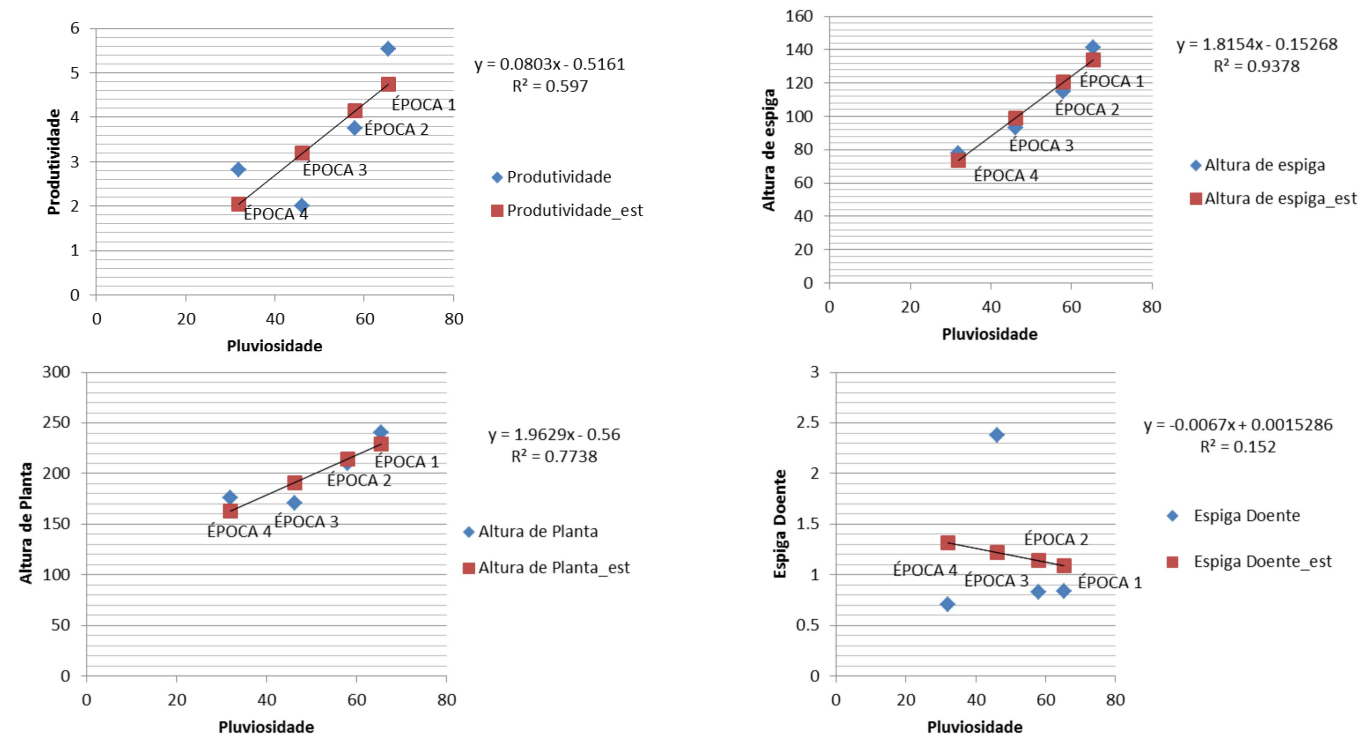 6
5
4
3
2
1
0
0 20 40 60 80
Produtividade
Pluviosidade
y = 0.0803x - 0.5161
R² = 0.597
ÉPOCA 1
ÉPOCA 2
ÉPOCA 3
ÉPOCA 4
Produtividade
Produtividade_est
160
140
120
100
80
60
40
20
0
0 20 40 60 80
Altura de espiga
Pluviosidade
y = 1.8154x - 0.15268
R² = 0.9378
ÉPOCA 1
ÉPOCA 2
ÉPOCA 3
ÉPOCA 4
Altura de espiga
Altura de espiga_est
300
250
200
150
100
50
0
0 20 40 60 80
Altura de Planta
Pluviosidade
y = 1.9629x - 0.56
R² = 0.7738
ÉPOCA 1
ÉPOCA 2
ÉPOCA 3
ÉPOCA 4
Altura de Planta
Altura de Planta_est
3
2.5
2
1.5
1
0.5
0
0 20 40 60 80
Espiga Doente
Pluviosidade
y = -0.0067x + 0.0015286
R² = 0.152
ÉPOCA 2
ÉPOCA 4
ÉPOCA 3
ÉPOCA 1
Espiga Doente
Espiga Doente_est